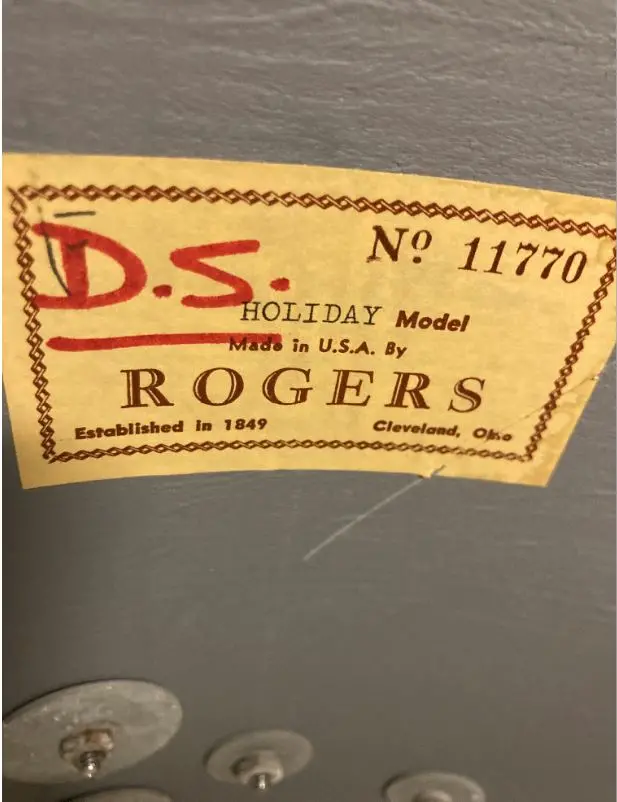 Nº 11770
D.S.
HOLIDAY Model
Made in U.S.A. By
ROGERS
Established in 1849 Cleveland, Ohio